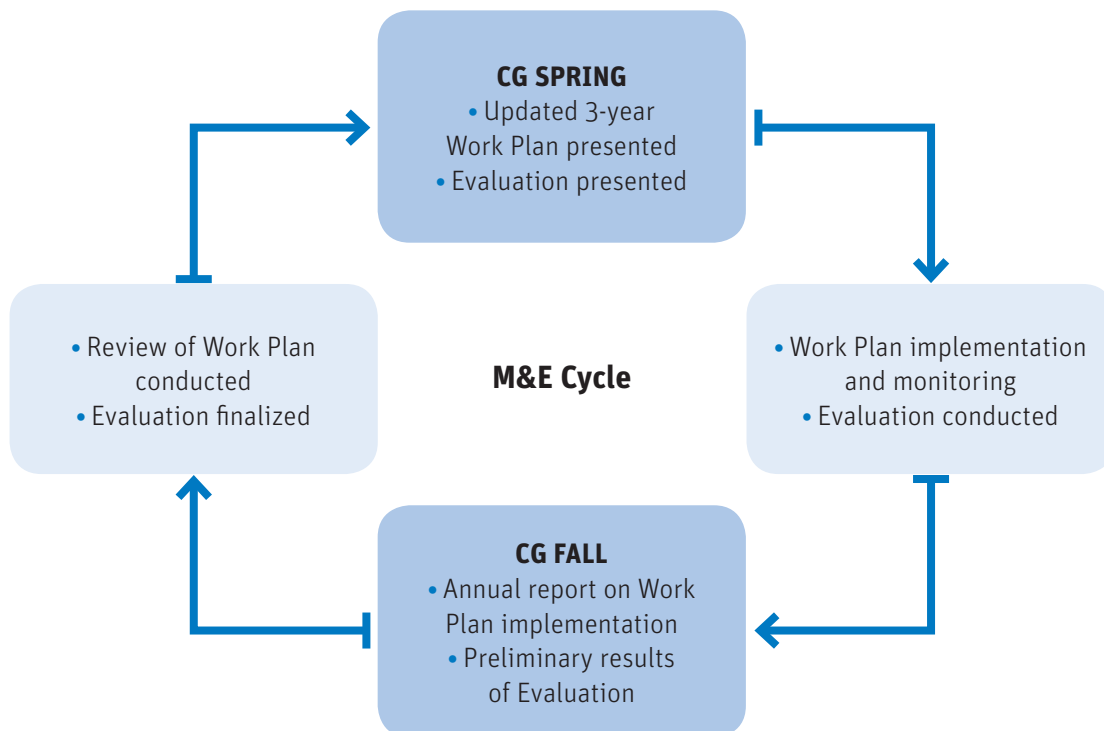 CG SPRING
• Updated 3-year
Work Plan presented
• Evaluation presented
• Review of Work Plan
conducted
• Evaluation finalized
M&E Cycle
• Work Plan implementation
and monitoring
• Evaluation conducted
CG FALL
• Annual report on Work
Plan implementation
• Preliminary results
of Evaluation